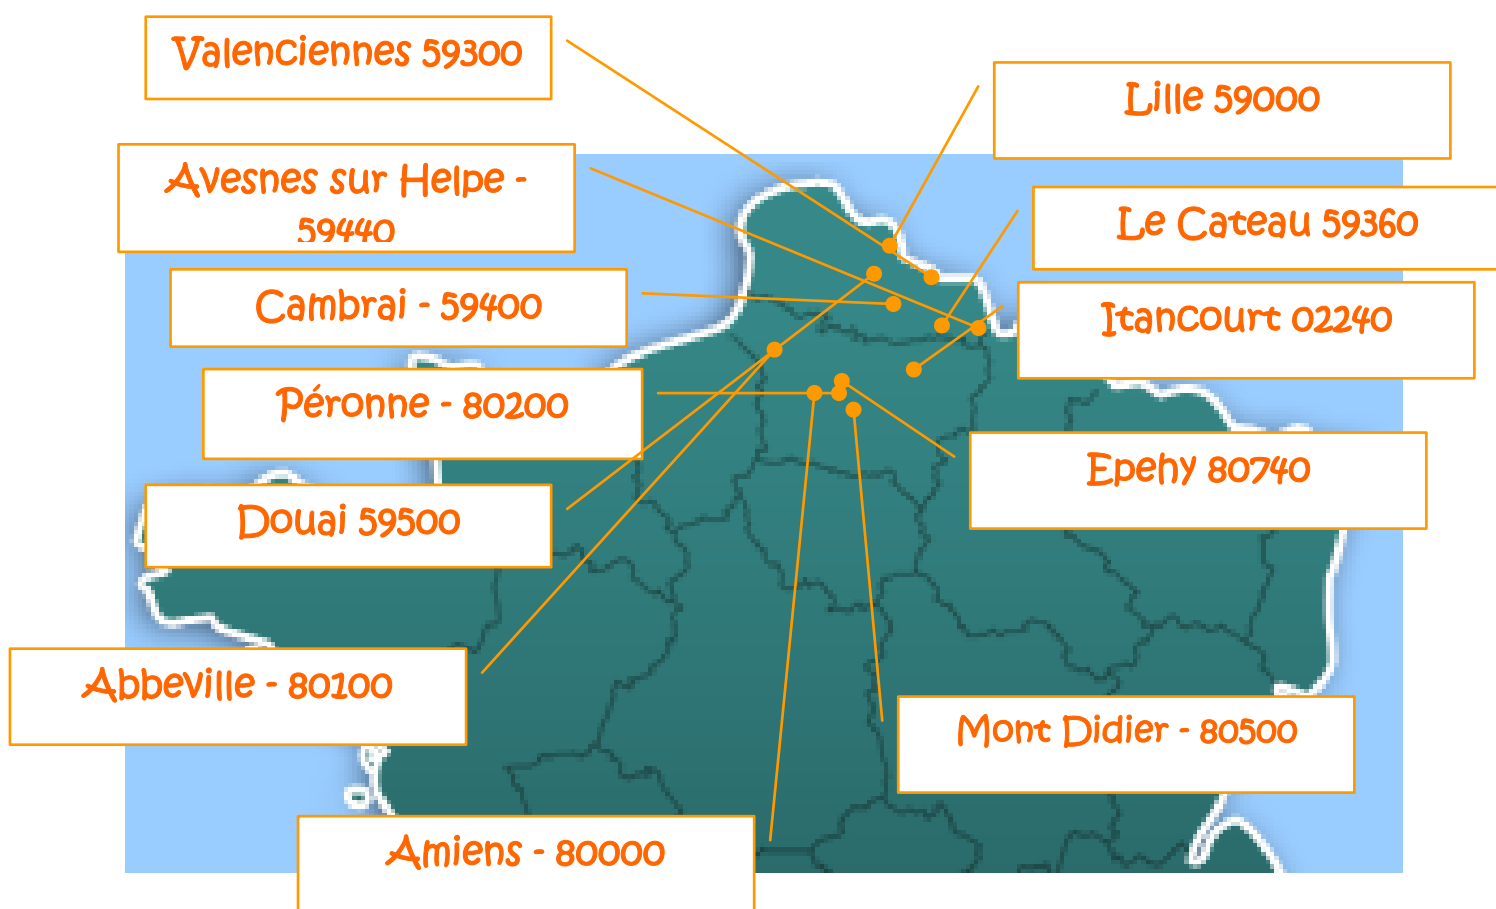 Valenciennes 59300
Lille 59000
Avesnes sur Helpe -
59440
Le Cateau 59360
Cambrai - 59400
Itancourt 02240
Péronne - 80200
Epehy 80740
Douai 59500
Abbeville - 80100
Mont Didier - 80500
Amiens - 80000